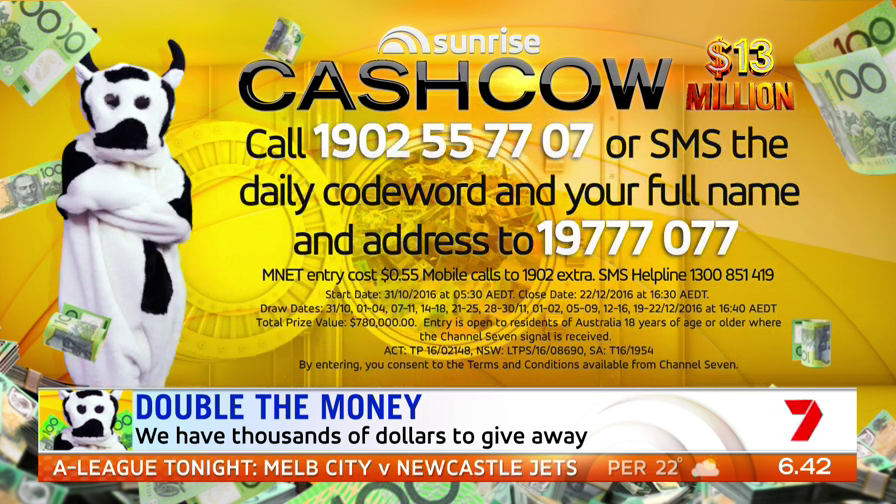 sunrise
CASHCOW
$13
MILLION
Call 1902 55 77 07 or SMS the
daily codeword and your full name
and address to 19777 077
MNET entry cost $0.55 Mobile calls to 1902 extra. SMS Helpline 1300 851 419
Start Date: 31/10/2016 at 05:30 AEDT. Close Date: 22/12/2016 at 16:30 AEDT.
Draw Dates: 31/10, 01-04, 07-11, 14-18, 21-25, 28-30/11, 01-02, 05-09, 12-16, 19-22/12/2016 at 16:40 AEDT
Total Prize Value: $780,000.00. Entry is open to residents of Australia 18 years of age or older where
the Channel Seven signal is received.
ACT: TP 16/02148, NSW: LTPS/16/08690, SA: T16/1954
By entering, you consent to the Terms and Conditions available from Channel Seven.
DOUBLE THE MONEY
We have thousands of dollars to give away
7
A-LEAGUE TONIGHT: MELB CITY v NEWCASTLE JETS PER 22° 6.42
100
100
100